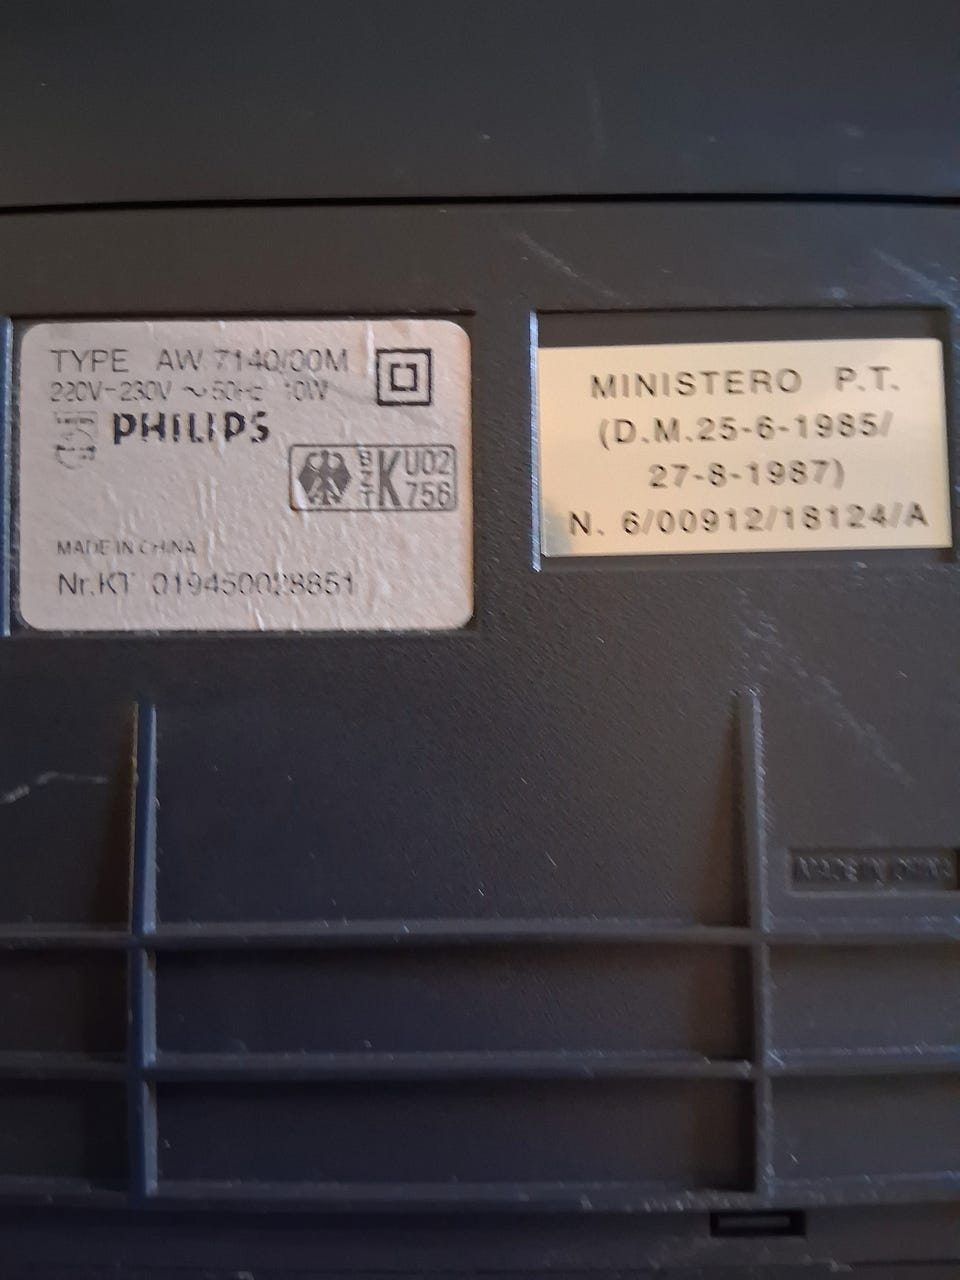 TYPE AW 7140/00M
220V-230V ~50Hz 10W
PHILIPS
BZT K U02 756
MADE IN CHINA
Nr.KT 019450028851
MINISTERO P.T.
(D.M.25-6-1985/
27-8-1987)
N. 6/00912/18124/A
MADE IN CHINA